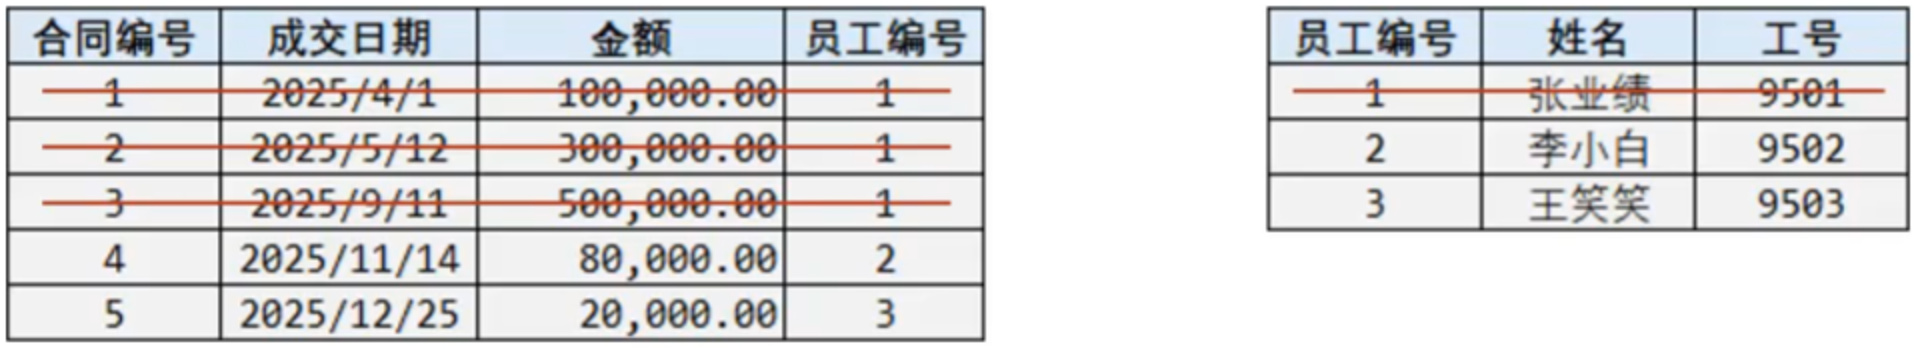 合同编号 成交日期 金额 员工编号
1 2025/4/1 100,000.00 1
2 2025/5/12 300,000.00 1
3 2025/9/11 500,000.00 1
4 2025/11/14 80,000.00 2
5 2025/12/25 20,000.00 3
员工编号 姓名 工号
1 张业绩 9501
2 李小白 9502
3 王笑笑 9503